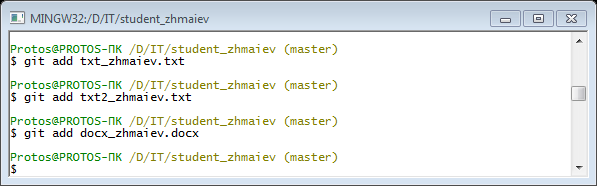 MINGW32:/D/IT/student_zhmaiev
Protos@PROTOS-ПК /D/IT/student_zhmaiev (master)
$ git add txt_zhmaiev.txt
Protos@PROTOS-ПК /D/IT/student_zhmaiev (master)
$ git add txt2_zhmaiev.txt
Protos@PROTOS-ПК /D/IT/student_zhmaiev (master)
$ git add docx_zhmaiev.docx
Protos@PROTOS-ПК /D/IT/student_zhmaiev (master)
$